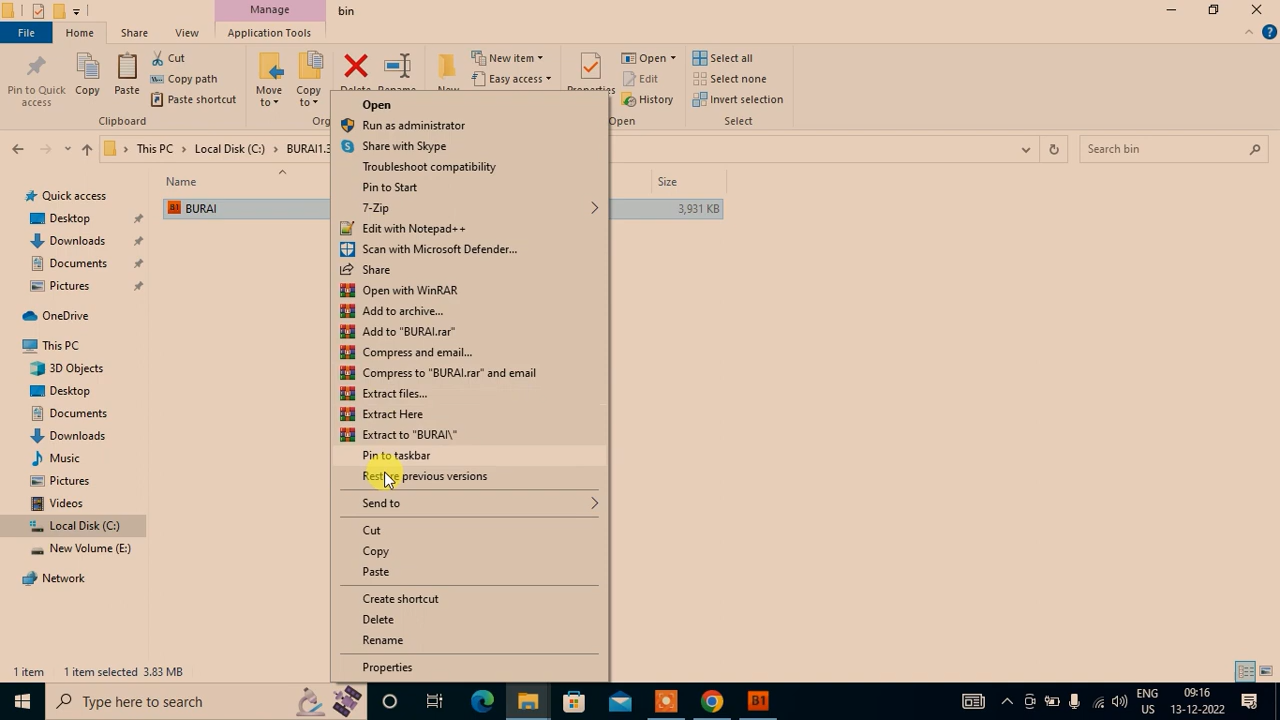 Manage
bin
File
Home
Share
View
Application Tools
Pin to Quick access
Copy
Paste
Cut
Copy path
Paste shortcut
Clipboard
Move to
Copy to
Delete
Rename
New
New item
Easy access
Properties
Open
Edit
History
Open
Select all
Select none
Invert selection
Select
This PC
Local Disk (C:)
BURAI1.3
Search bin
Name
Size
BURAI
3,931 KB
Quick access
Desktop
Downloads
Documents
Pictures
OneDrive
This PC
3D Objects
Desktop
Documents
Downloads
Music
Pictures
Videos
Local Disk (C:)
New Volume (E:)
Network
Open
Run as administrator
Share with Skype
Troubleshoot compatibility
Pin to Start
7-Zip
Edit with Notepad++
Scan with Microsoft Defender...
Share
Open with WinRAR
Add to archive...
Add to "BURAI.rar"
Compress and email...
Compress to "BURAI.rar" and email
Extract files...
Extract Here
Extract to "BURAI\"
Pin to taskbar
Restore previous versions
Send to
Cut
Copy
Paste
Create shortcut
Delete
Rename
Properties
1 item
1 item selected 3.83 MB
Type here to search
B1
ENG
US
09:16
13-12-2022